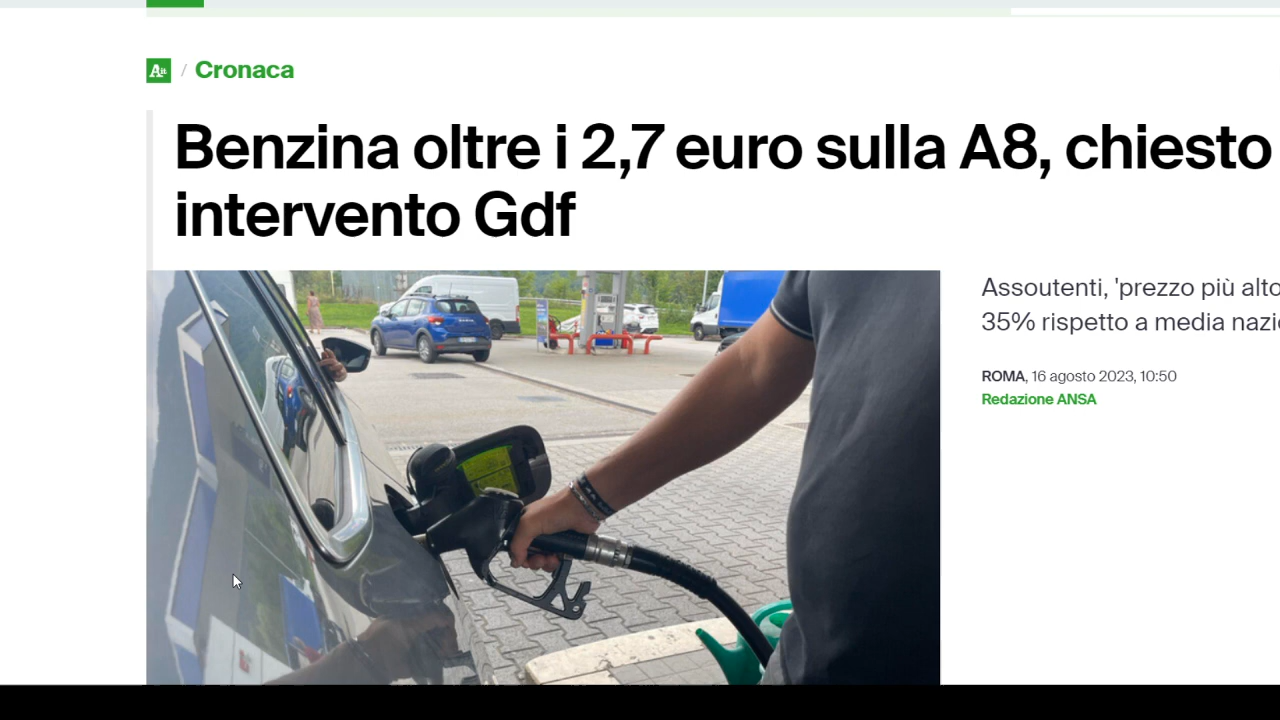 A.it / Cronaca
Benzina oltre i 2,7 euro sulla A8, chiesto
intervento Gdf
Assoutenti, 'prezzo più alto
35% rispetto a media nazi
ROMA, 16 agosto 2023, 10:50
Redazione ANSA